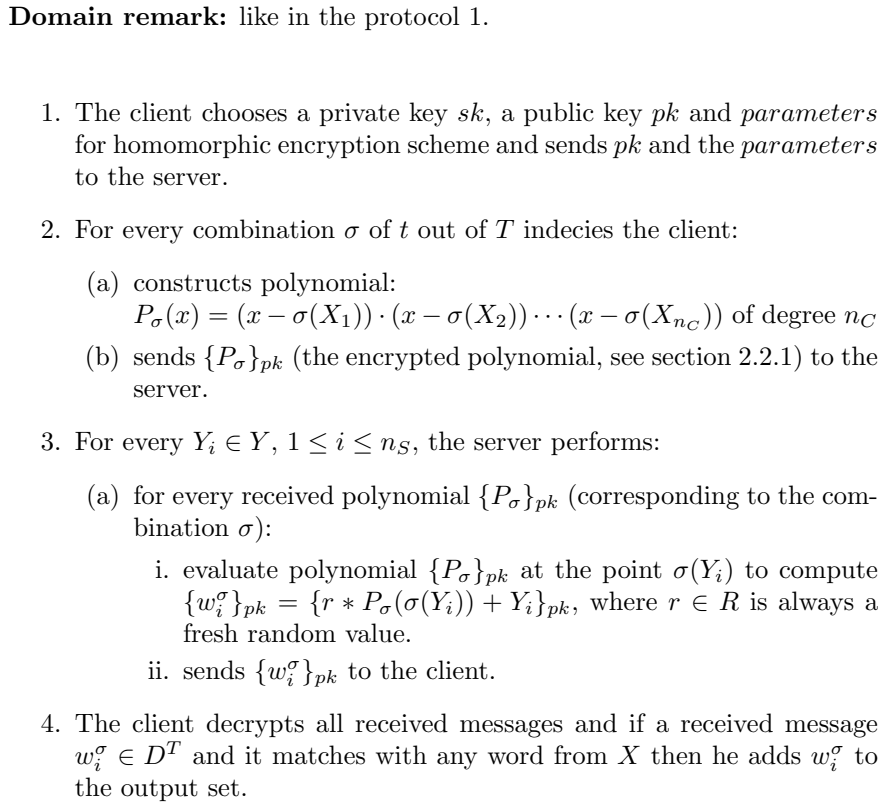 Domain remark: like in the protocol 1.
1. The client chooses a private key sk, a public key pk and parameters
for homomorphic encryption scheme and sends pk and the parameters
to the server.
2. For every combination σ of t out of T indecies the client:
(a) constructs polynomial:
P_σ(x) = (x − σ(X_1)) · (x − σ(X_2)) · · · (x − σ(X_{n_C})) of degree n_C
(b) sends {P_σ}_{pk} (the encrypted polynomial, see section 2.2.1) to the
server.
3. For every Y_i ∈ Y, 1 ≤ i ≤ n_S, the server performs:
(a) for every received polynomial {P_σ}_{pk} (corresponding to the com-
bination σ):
i. evaluate polynomial {P_σ}_{pk} at the point σ(Y_i) to compute
{w_i^σ}_{pk} = {r ∗ P_σ(σ(Y_i)) + Y_i}_{pk}, where r ∈ R is always a
fresh random value.
ii. sends {w_i^σ}_{pk} to the client.
4. The client decrypts all received messages and if a received message
w_i^σ ∈ D^T and it matches with any word from X then he adds w_i^σ to
the output set.